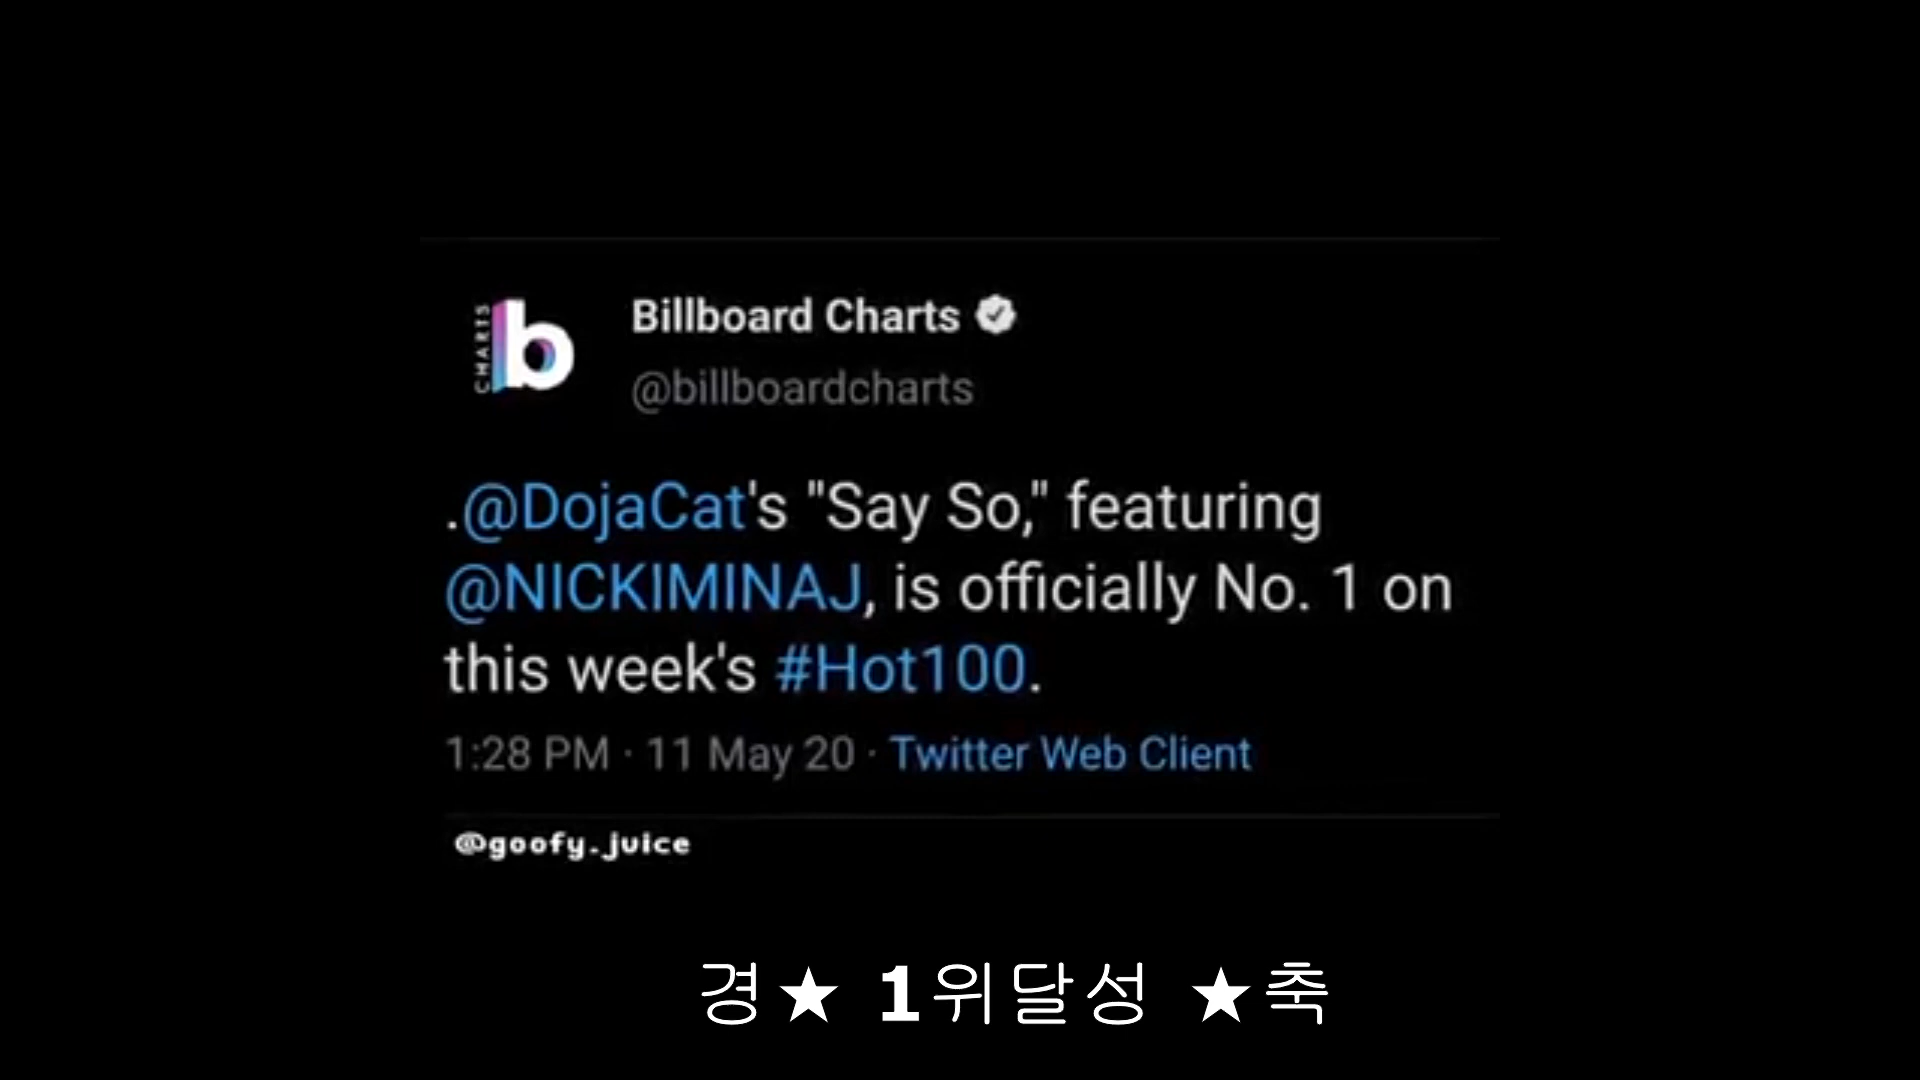 CHARTS
b
Billboard Charts
@billboardcharts
.@DojaCat's "Say So," featuring
@NICKIMINAJ, is officially No. 1 on
this week's #Hot100.
1:28 PM · 11 May 20 · Twitter Web Client
@goofy.juice
경★ 1위달성 ★축